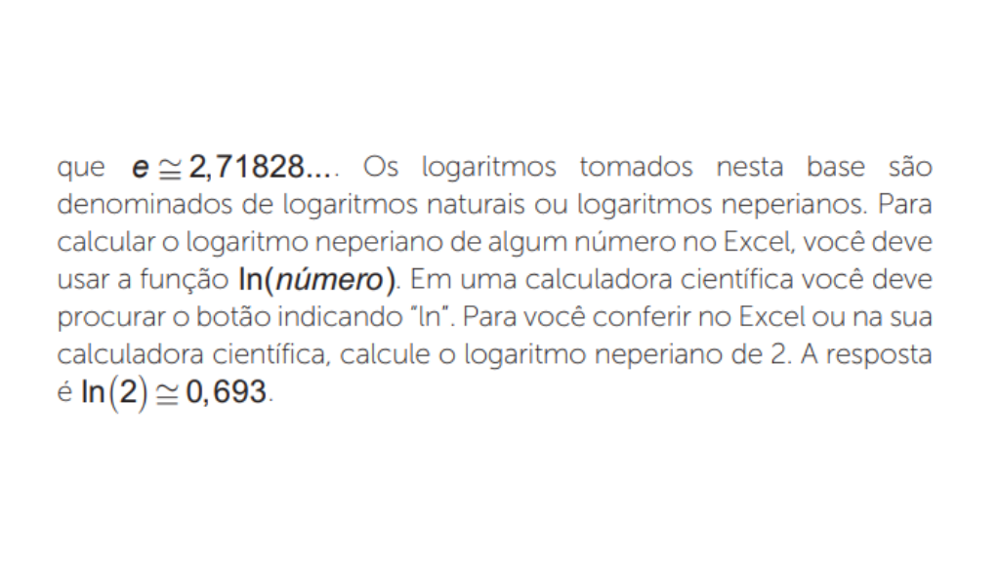 que e ≅ 2,71828.... Os logaritmos tomados nesta base são
denominados de logaritmos naturais ou logaritmos neperianos. Para
calcular o logaritmo neperiano de algum número no Excel, você deve
usar a função ln(número). Em uma calculadora científica você deve
procurar o botão indicando “ln”. Para você conferir no Excel ou na sua
calculadora científica, calcule o logaritmo neperiano de 2. A resposta
é ln(2) ≅ 0,693.